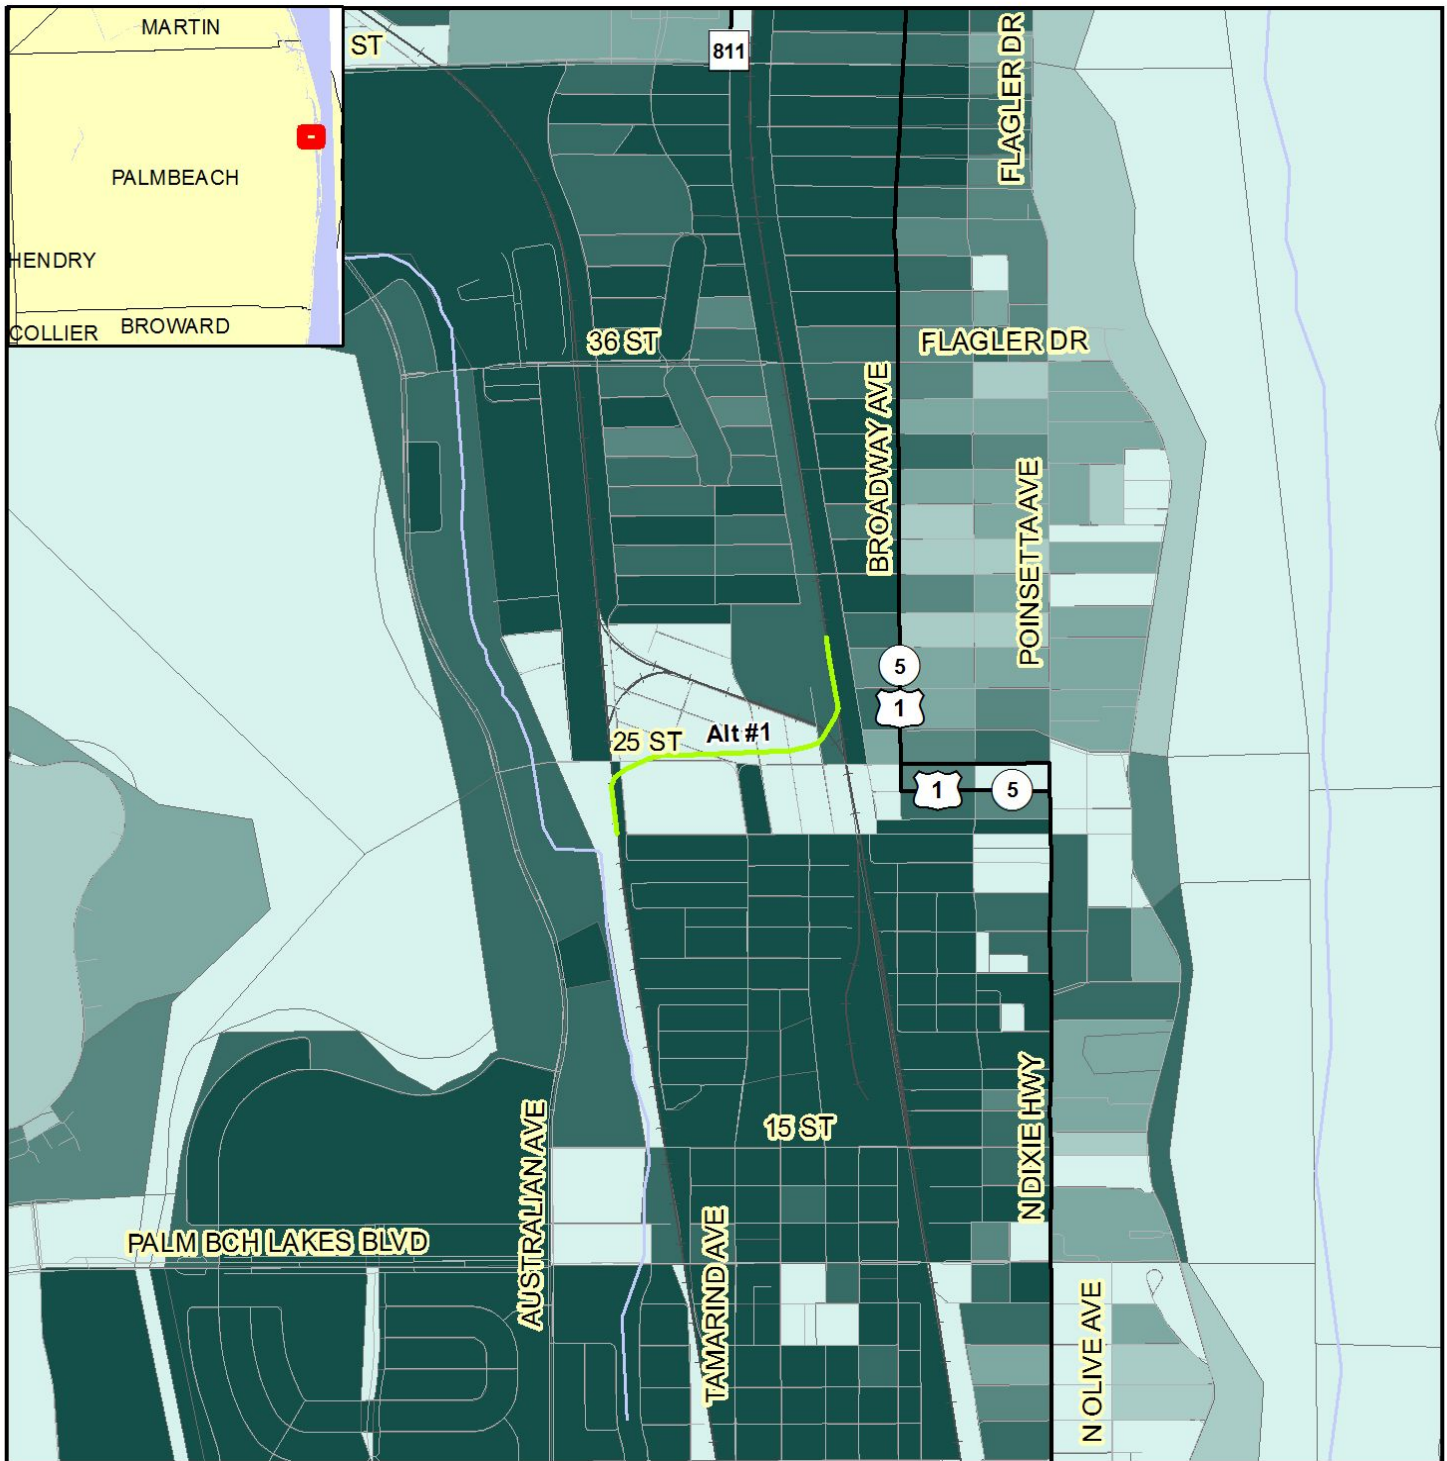 MARTIN
PALMBEACH
HENDRY
COLLIER
BROWARD
ST
811
FLAGLER DR
36 ST
FLAGLER DR
BROADWAY AVE
POINSETTA AVE
5
1
25 ST
Alt #1
1
5
15 ST
N DIXIE HWY
AUSTRALIAN AVE
PALM BCH LAKES BLVD
TAMARIND AVE
N OLIVE AVE